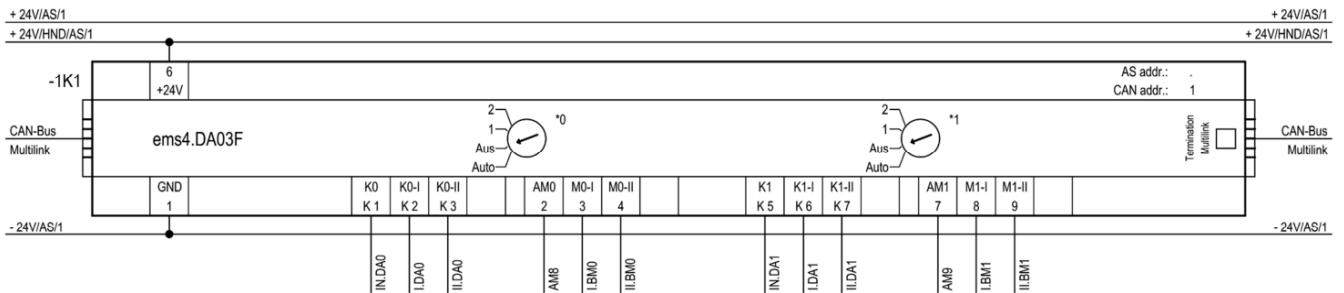 + 24V/AS/1 + 24V/AS/1
+ 24V/HND/AS/1 + 24V/HND/AS/1
-1K1 6 AS addr.: .
+24V CAN addr.: 1
2 *0 2 *1
CAN-Bus ems4.DA03F 1 1 Termination Multilink CAN-Bus
Multilink Aus Aus Multilink
Auto Auto
GND K0 K0-I K0-II AM0 M0-I M0-II K1 K1-I K1-II AM1 M1-I M1-II
1 K 1 K 2 K 3 2 3 4 K 5 K 6 K 7 7 8 9
- 24V/AS/1 - 24V/AS/1
IN.DA0 I.DA0 II.DA0 AM8 I.BM0 II.BM0 IN.DA1 I.DA1 II.DA1 AM9 I.BM1 II.BM1